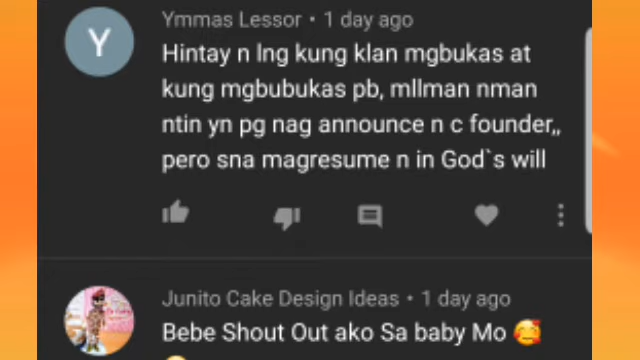 Y
Ymmas Lessor • 1 day ago
Hintay n lng kung klan mgbukas at
kung mgbubukas pb, mllman nman
ntin yn pg nag announce n c founder,,
pero sna magresume n in God`s will
Junito Cake Design Ideas • 1 day ago
Bebe Shout Out ako Sa baby Mo 🥰